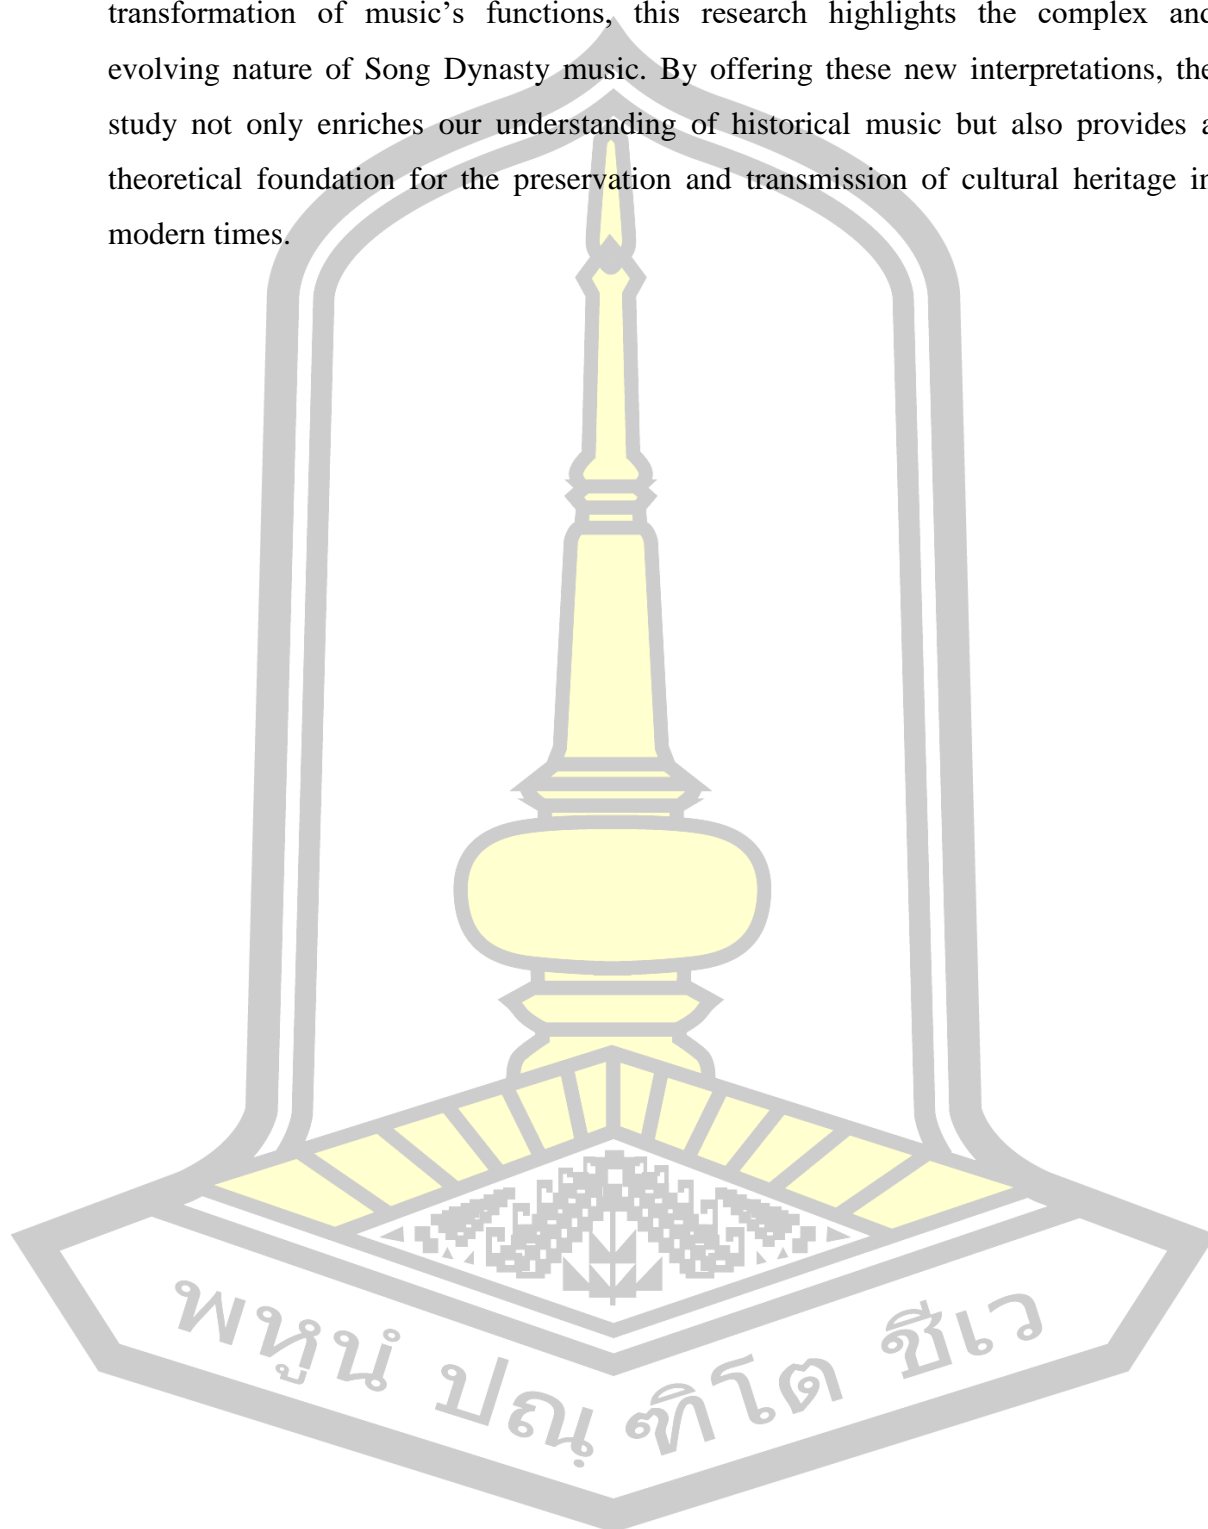 transformation of music’s functions, this research highlights the complex and
evolving nature of Song Dynasty music. By offering these new interpretations, the
study not only enriches our understanding of historical music but also provides a
theoretical foundation for the preservation and transmission of cultural heritage in
modern times.
พหูนํ ปณฺฑิโต ชีเว